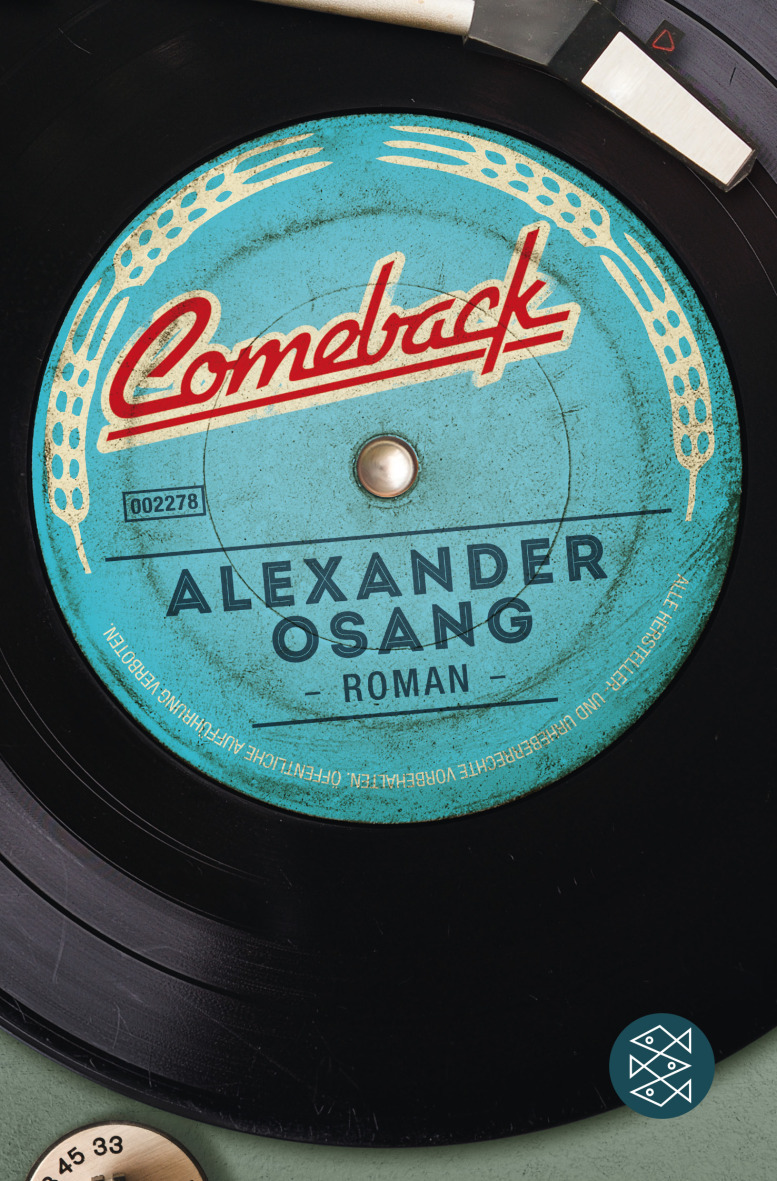 Comeback
002278
ALEXANDER
OSANG
– ROMAN –
ALLE HERSTELLER- UND URHEBERRECHTE VORBEHALTEN. ÖFFENTLICHE AUFFÜHRUNG VERBOTEN.
45 33